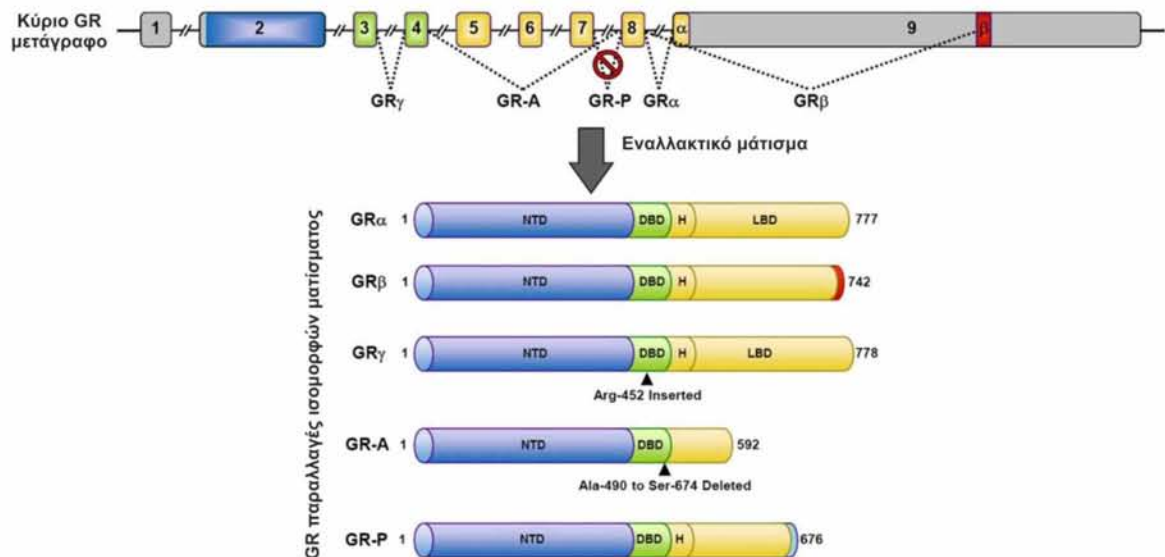 Κύριο GR
μετάγραφο
1 2 3 4 5 6 7 8 α 9 β
GRγ GR-A GR-P GRα GRβ
Εναλλακτικό μάτισμα
GR παραλλαγές ισομορφών ματίσματος
GRα 1 NTD DBD H LBD 777
GRβ 1 NTD DBD H 742
GRγ 1 NTD DBD H LBD 778
Arg-452 Inserted
GR-A 1 NTD DBD 592
Ala-490 to Ser-674 Deleted
GR-P 1 NTD DBD H 676